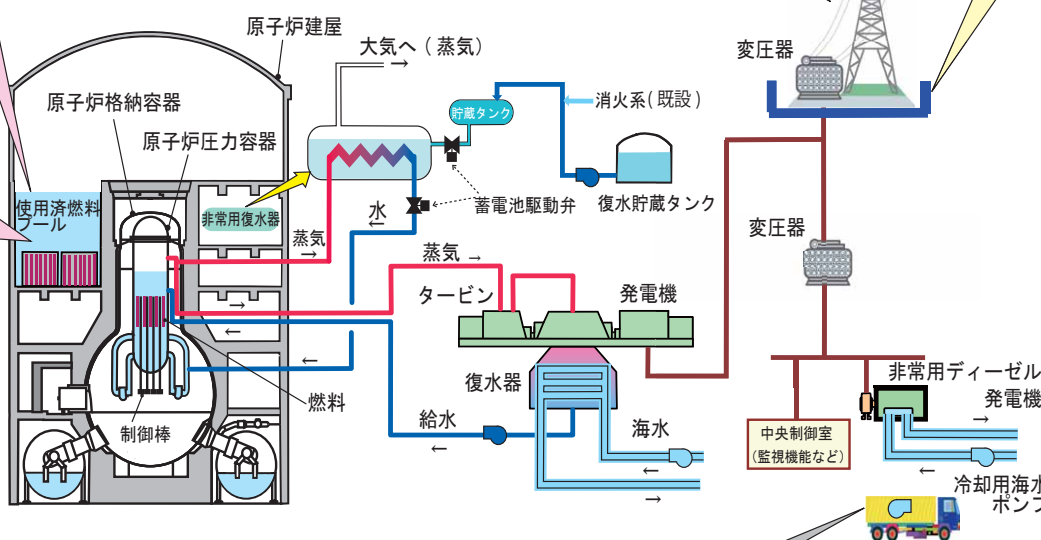 原子炉建屋
大気へ（蒸気）
→
変圧器
原子炉格納容器
貯蔵タンク
消火系(既設)
原子炉圧力容器
使用済燃料
プール
非常用復水器
水
←
蓄電池駆動弁
復水貯蔵タンク
蒸気
→
蒸気 →
変圧器
タービン
発電機
→
←
←
復水器
非常用ディーゼル
発電機
→
燃料
制御棒
給水
←
海水
←
→
中央制御室
(監視機能など)
←
冷却用海水
ポンプ